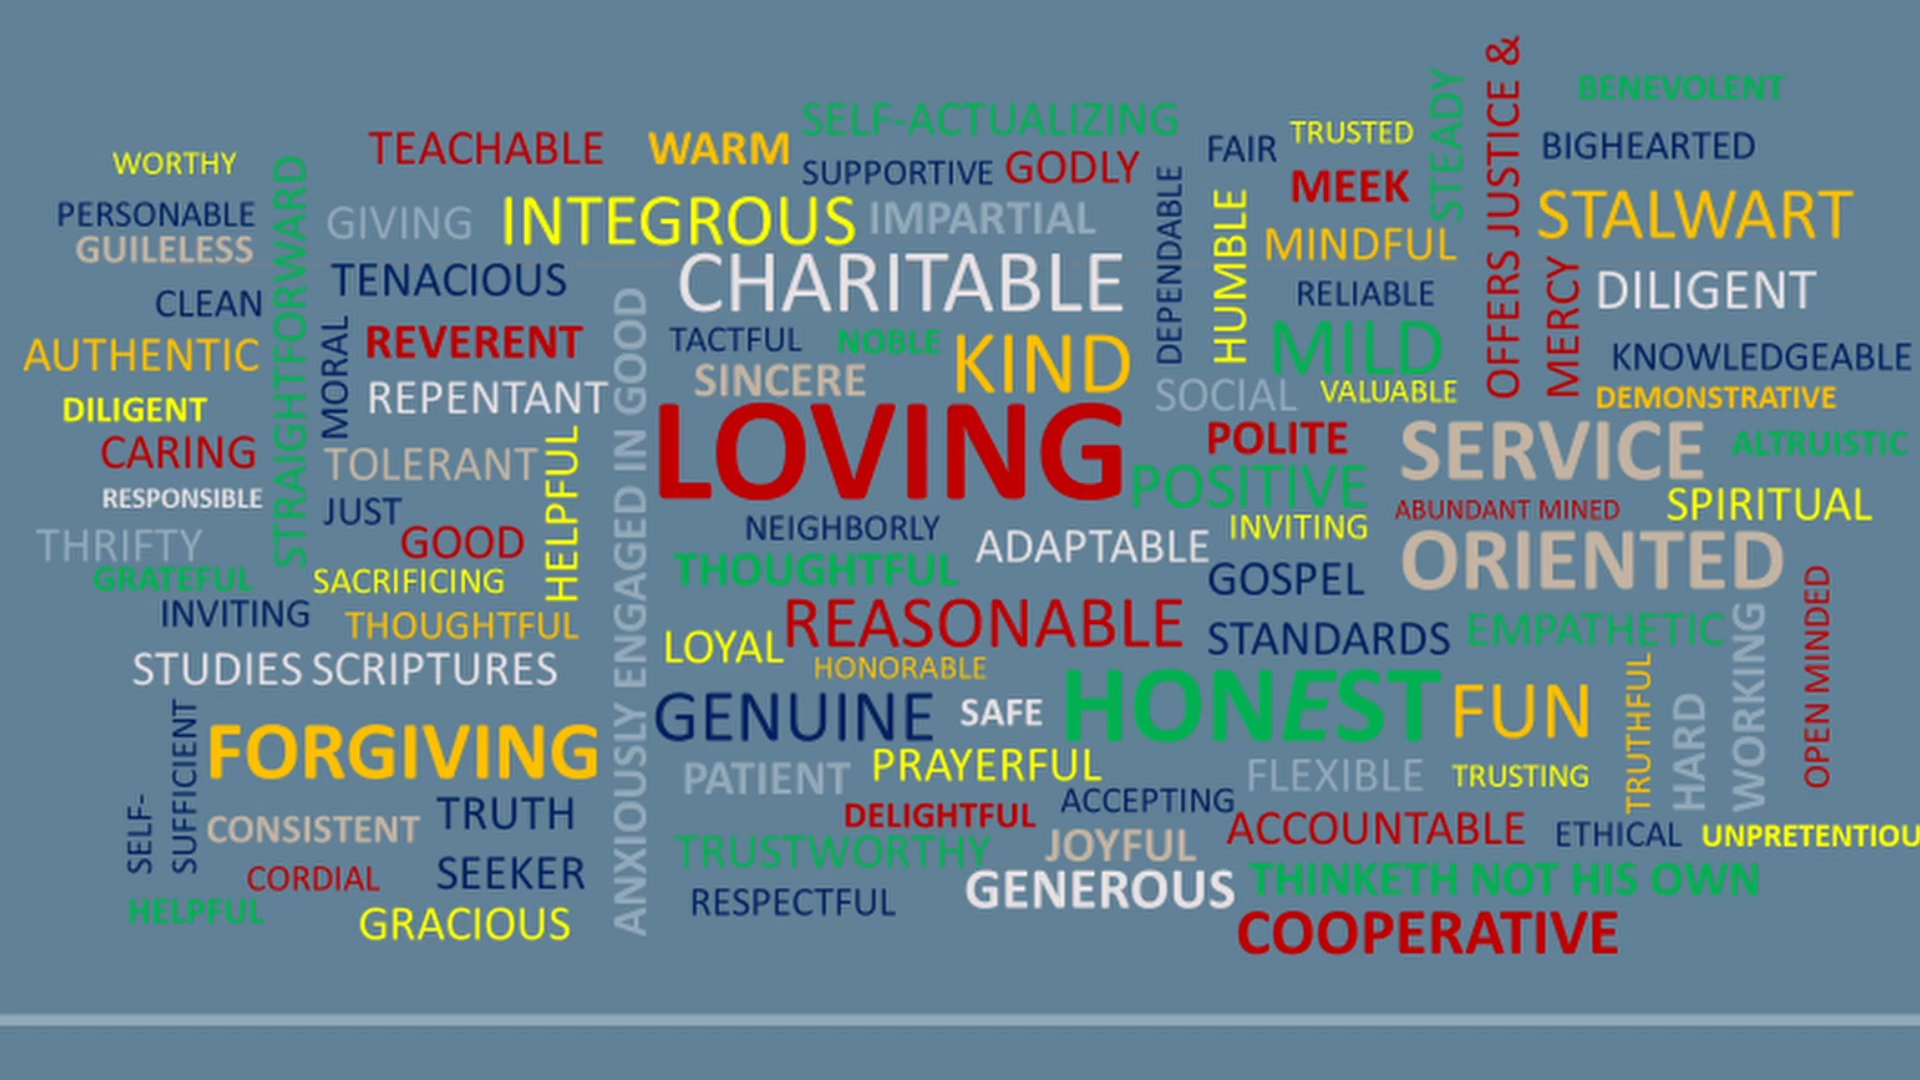 WORTHY
PERSONABLE
GUILELESS
CLEAN
AUTHENTIC
DILIGENT
CARING
RESPONSIBLE
THRIFTY
GRATEFUL
INVITING
STRAIGHTFORWARD
TEACHABLE
GIVING
TENACIOUS
MORAL
REVERENT
REPENTANT
TOLERANT
JUST
GOOD
HELPFUL
SACRIFICING
THOUGHTFUL
STUDIES SCRIPTURES
SELF-
SUFFICIENT
FORGIVING
CONSISTENT
TRUTH
SEEKER
CORDIAL
HELPFUL
GRACIOUS
ANXIOUSLY ENGAGED IN GOOD
WARM
SELF-ACTUALIZING
SUPPORTIVE
GODLY
INTEGROUS
IMPARTIAL
CHARITABLE
TACTFUL
NOBLE
KIND
SINCERE
LOVING
NEIGHBORLY
ADAPTABLE
THOUGHTFUL
REASONABLE
LOYAL
HONORABLE
GENUINE
SAFE
HONEST
PATIENT
PRAYERFUL
DELIGHTFUL
ACCEPTING
TRUSTWORTHY
JOYFUL
RESPECTFUL
GENEROUS
DEPENDABLE
FAIR
TRUSTED
HUMBLE
MEEK
MINDFUL
STEADY
RELIABLE
MILD
SOCIAL
VALUABLE
POLITE
POSITIVE
INVITING
GOSPEL
STANDARDS
OFFERS JUSTICE &
MERCY
BENEVOLENT
BIGHEARTED
STALWART
DILIGENT
KNOWLEDGEABLE
DEMONSTRATIVE
SERVICE
ALTRUISTIC
ABUNDANT MINED
SPIRITUAL
ORIENTED
EMPATHETIC
FUN
TRUTHFUL
HARD
WORKING
OPEN MINDED
FLEXIBLE
TRUSTING
ACCOUNTABLE
ETHICAL
UNPRETENTIOU
THINKETH NOT HIS OWN
COOPERATIVE